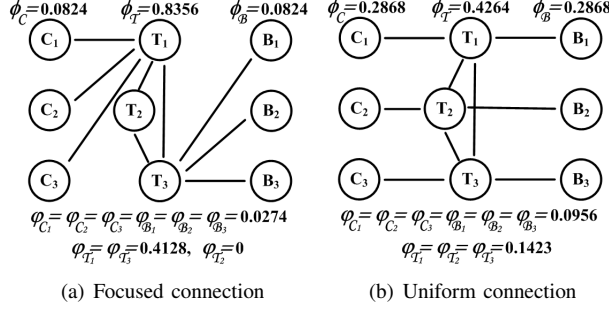 ϕ_C=0.0824 ϕ_T=0.8356 ϕ_B=0.0824
C₁ T₁ B₁
C₂ T₂ B₂
C₃ T₃ B₃
φ_C₁=φ_C₂=φ_C₃=φ_B₁=φ_B₂=φ_B₃=0.0274
φ_T₁=φ_T₃=0.4128, φ_T₂=0
(a) Focused connection
ϕ_C=0.2868 ϕ_T=0.4264 ϕ_B=0.2868
C₁ T₁ B₁
C₂ T₂ B₂
C₃ T₃ B₃
φ_C₁=φ_C₂=φ_C₃=φ_B₁=φ_B₂=φ_B₃=0.0956
φ_T₁=φ_T₂=φ_T₃=0.1423
(b) Uniform connection